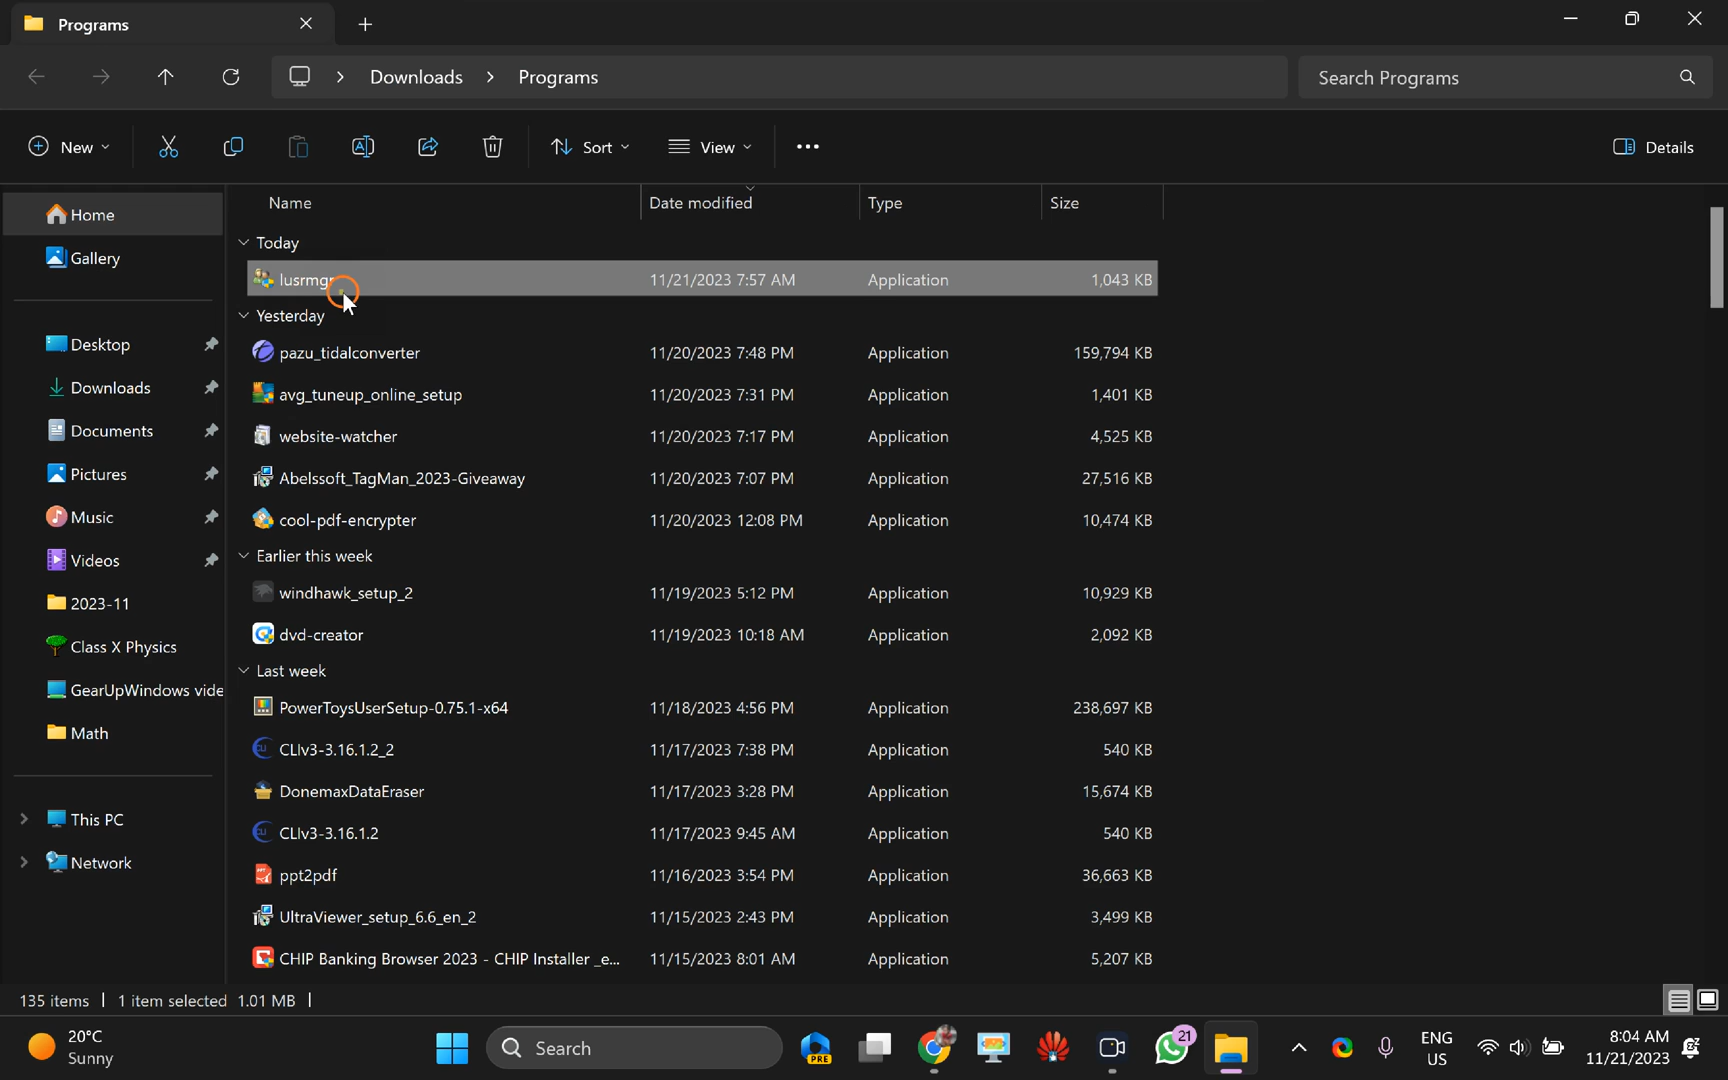 Programs
Downloads > Programs
Search Programs
New
Sort
View
Details
Name Date modified Type Size
Home
Gallery
Desktop
Downloads
Documents
Pictures
Music
Videos
2023-11
Class X Physics
GearUpWindows vide
Math
This PC
Network
Today
lusrmgr 11/21/2023 7:57 AM Application 1,043 KB
Yesterday
pazu_tidalconverter 11/20/2023 7:48 PM Application 159,794 KB
avg_tuneup_online_setup 11/20/2023 7:31 PM Application 1,401 KB
website-watcher 11/20/2023 7:17 PM Application 4,525 KB
Abelssoft_TagMan_2023-Giveaway 11/20/2023 7:07 PM Application 27,516 KB
cool-pdf-encrypter 11/20/2023 12:08 PM Application 10,474 KB
Earlier this week
windhawk_setup_2 11/19/2023 5:12 PM Application 10,929 KB
dvd-creator 11/19/2023 10:18 AM Application 2,092 KB
Last week
PowerToysUserSetup-0.75.1-x64 11/18/2023 4:56 PM Application 238,697 KB
CLIv3-3.16.1.2_2 11/17/2023 7:38 PM Application 540 KB
DonemaxDataEraser 11/17/2023 3:28 PM Application 15,674 KB
CLIv3-3.16.1.2 11/17/2023 9:45 AM Application 540 KB
ppt2pdf 11/16/2023 3:54 PM Application 36,663 KB
UltraViewer_setup_6.6_en_2 11/15/2023 2:43 PM Application 3,499 KB
CHIP Banking Browser 2023 - CHIP Installer _e... 11/15/2023 8:01 AM Application 5,207 KB
135 items | 1 item selected 1.01 MB |
20°C
Sunny
Search
PRE
21
ENG
US
8:04 AM
11/21/2023